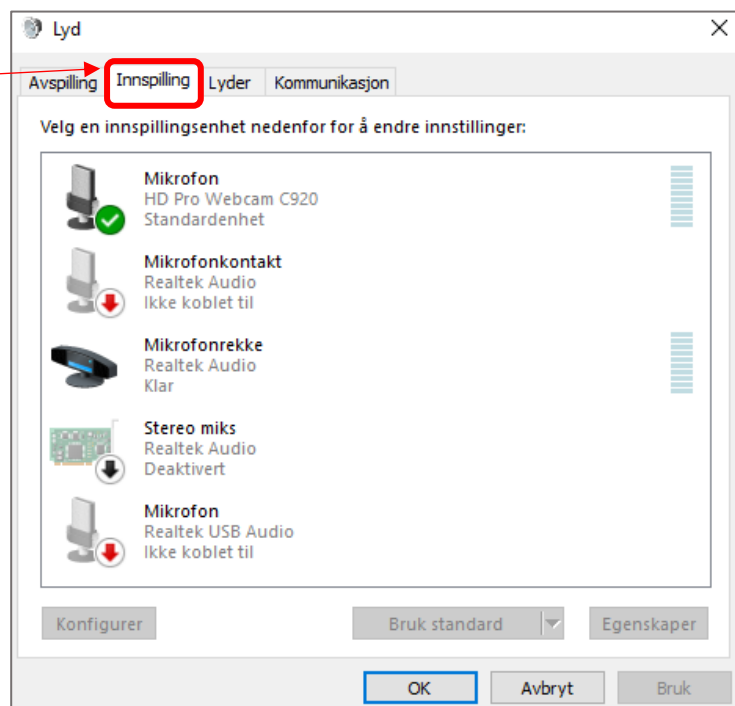 Lyd
Avspilling Innspilling Lyder Kommunikasjon
Velg en innspillingsenhet nedenfor for å endre innstillinger:
Mikrofon
HD Pro Webcam C920
Standardenhet
Mikrofonkontakt
Realtek Audio
Ikke koblet til
Mikrofonrekke
Realtek Audio
Klar
Stereo miks
Realtek Audio
Deaktivert
Mikrofon
Realtek USB Audio
Ikke koblet til
Konfigurer Bruk standard Egenskaper
OK Avbryt Bruk